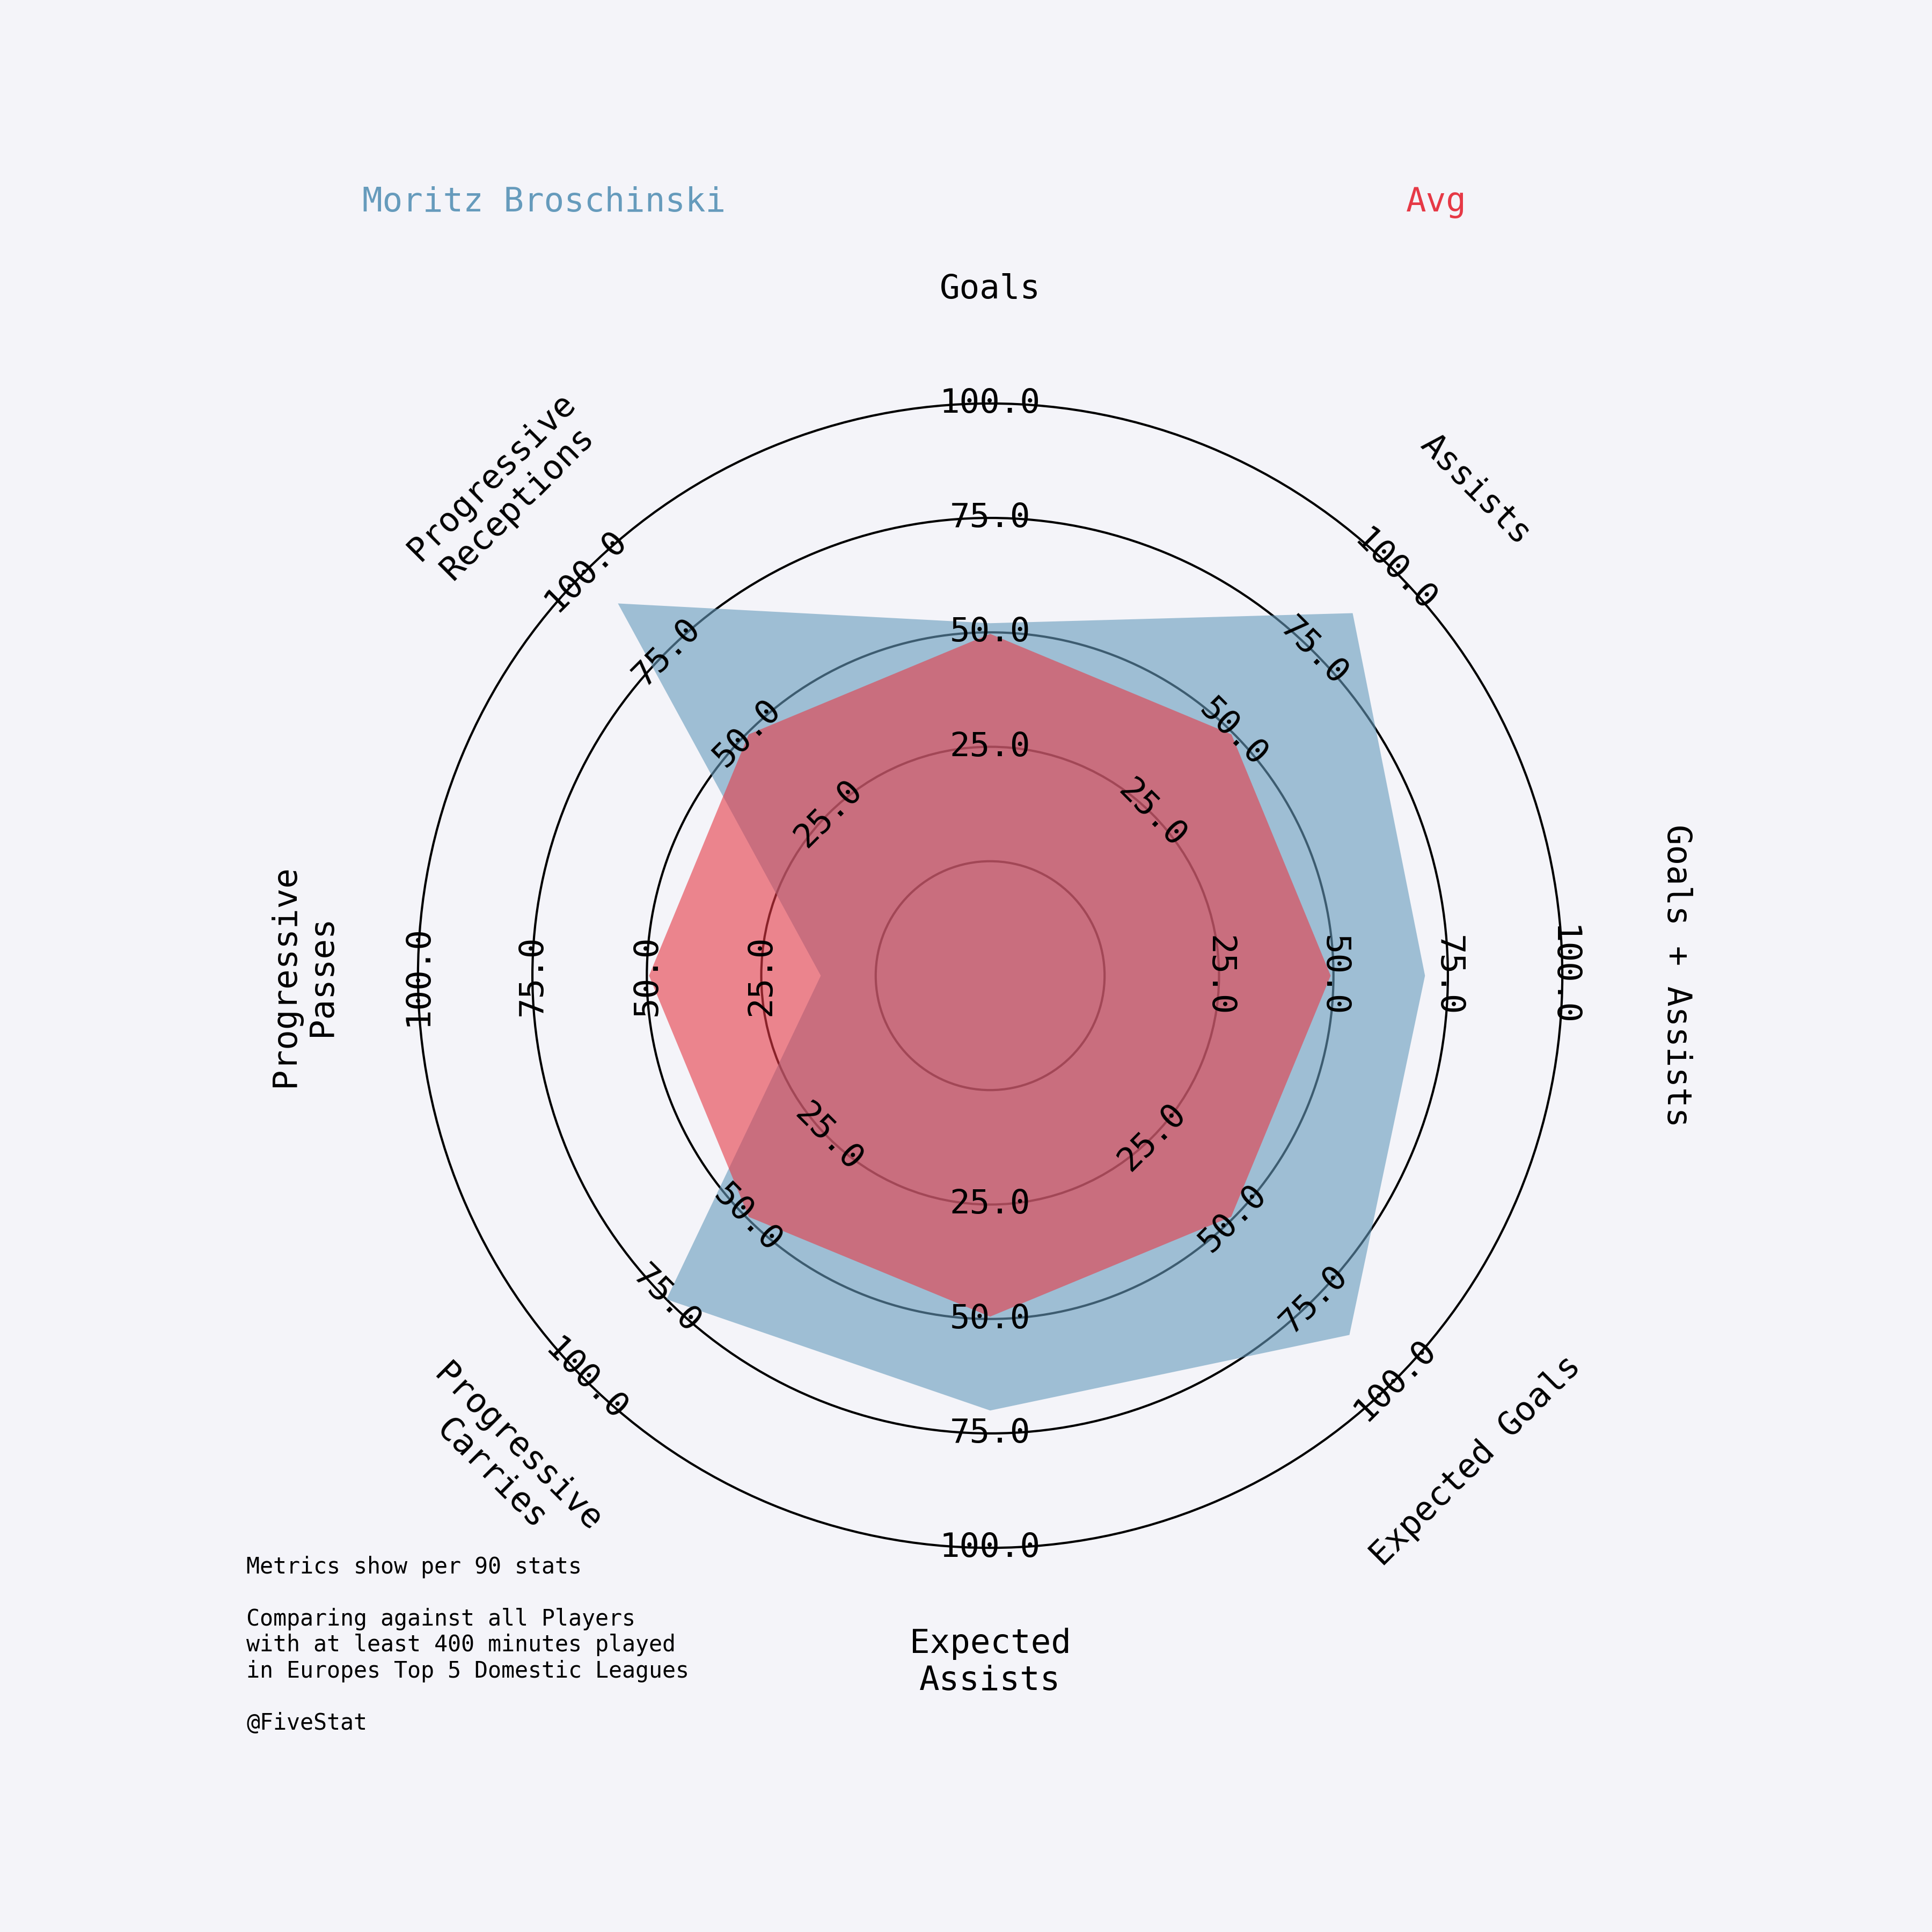 Moritz Broschinski
Avg
Goals
Assists
Goals + Assists
Expected Goals
Expected
Assists
Progressive
Carries
Progressive
Passes
Progressive
Receptions
25.0
50.0
75.0
100.0
25.0
50.0
75.0
100.0
25.0
50.0
75.0
100.0
25.0
50.0
75.0
100.0
25.0
50.0
75.0
100.0
25.0
50.0
75.0
100.0
25.0
50.0
75.0
100.0
25.0
50.0
75.0
100.0
Metrics show per 90 stats
Comparing against all Players
with at least 400 minutes played
in Europes Top 5 Domestic Leagues
@FiveStat